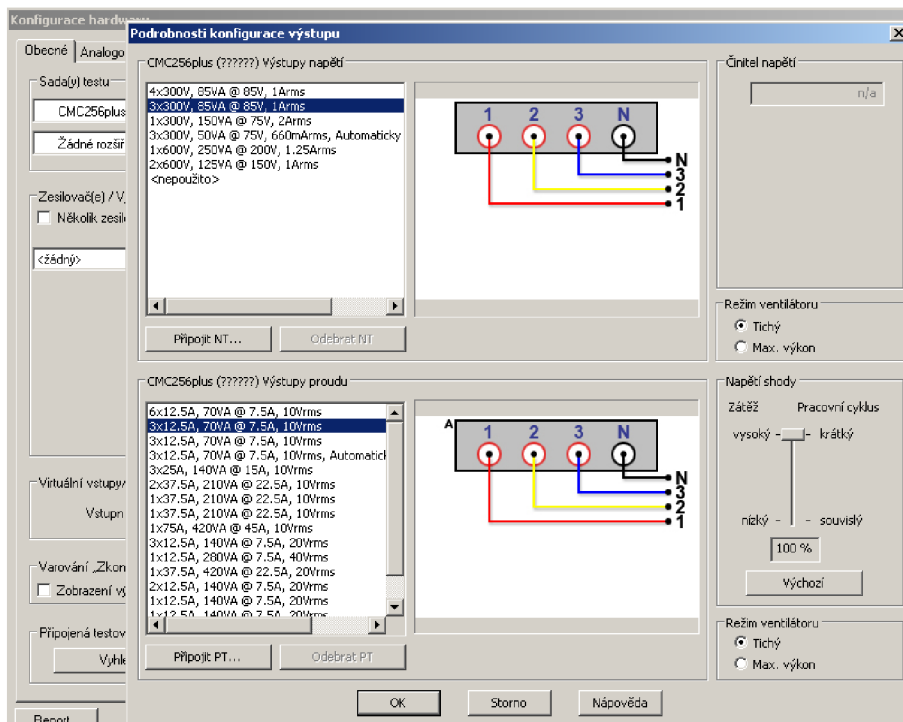 Konfigurace hardwaru
Podrobnosti konfigurace výstupu
Obecné
Analogo
Sada(y) testu
CMC256plus
Žádné rozšíř
Zesilovač(e) / V
Několik zesil
<žádný>
Virtuální vstupy/
Vstupn
Varování „Zkon
Zobrazení vý
Připojená testov
Vyhle
Report
CMC256plus (??????) Výstupy napětí
4x300V, 85VA @ 85V, 1Arms
3x300V, 85VA @ 85V, 1Arms
1x300V, 150VA @ 75V, 2Arms
3x300V, 50VA @ 75V, 660mArms, Automaticky
1x600V, 250VA @ 200V, 1.25Arms
2x600V, 125VA @ 150V, 1Arms
<nepoužito>
1 2 3 N
N
3
2
1
Připojit NT...
Odebrat NT
Činitel napětí
n/a
Režim ventilátoru
Tichý
Max. výkon
CMC256plus (??????) Výstupy proudu
6x12.5A, 70VA @ 7.5A, 10Vrms
3x12.5A, 70VA @ 7.5A, 10Vrms
3x12.5A, 70VA @ 7.5A, 10Vrms
3x12.5A, 70VA @ 7.5A, 10Vrms, Automatick
3x25A, 140VA @ 15A, 10Vrms
2x37.5A, 210VA @ 22.5A, 10Vrms
1x37.5A, 210VA @ 22.5A, 10Vrms
1x37.5A, 210VA @ 22.5A, 10Vrms
1x75A, 420VA @ 45A, 10Vrms
3x12.5A, 140VA @ 7.5A, 20Vrms
1x12.5A, 280VA @ 7.5A, 40Vrms
1x37.5A, 420VA @ 22.5A, 20Vrms
2x12.5A, 140VA @ 7.5A, 20Vrms
1x12.5A, 140VA @ 7.5A, 20Vrms
1x12.5A, 140VA @ 7.5A, 20Vrms
A
1 2 3 N
N
3
2
1
Připojit PT...
Odebrat PT
Napětí shody
Zátěž Pracovní cyklus
vysoký krátký
nízký souvislý
100 %
Výchozí
Režim ventilátoru
Tichý
Max. výkon
OK
Storno
Nápověda